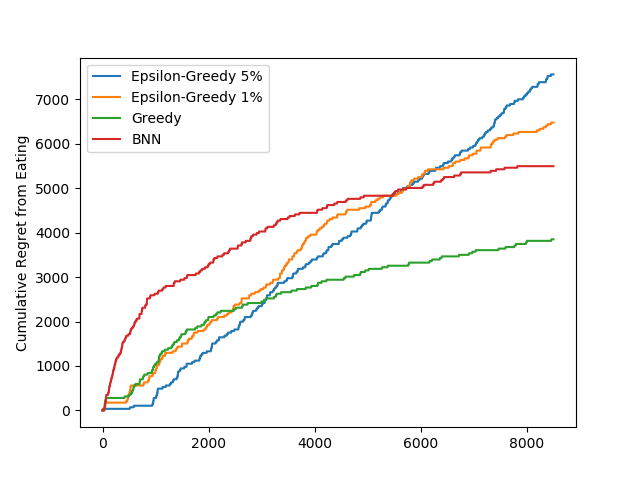 Epsilon-Greedy 5%
Epsilon-Greedy 1%
Greedy
BNN
Cumulative Regret from Eating
7000
6000
5000
4000
3000
2000
1000
0
0 2000 4000 6000 8000